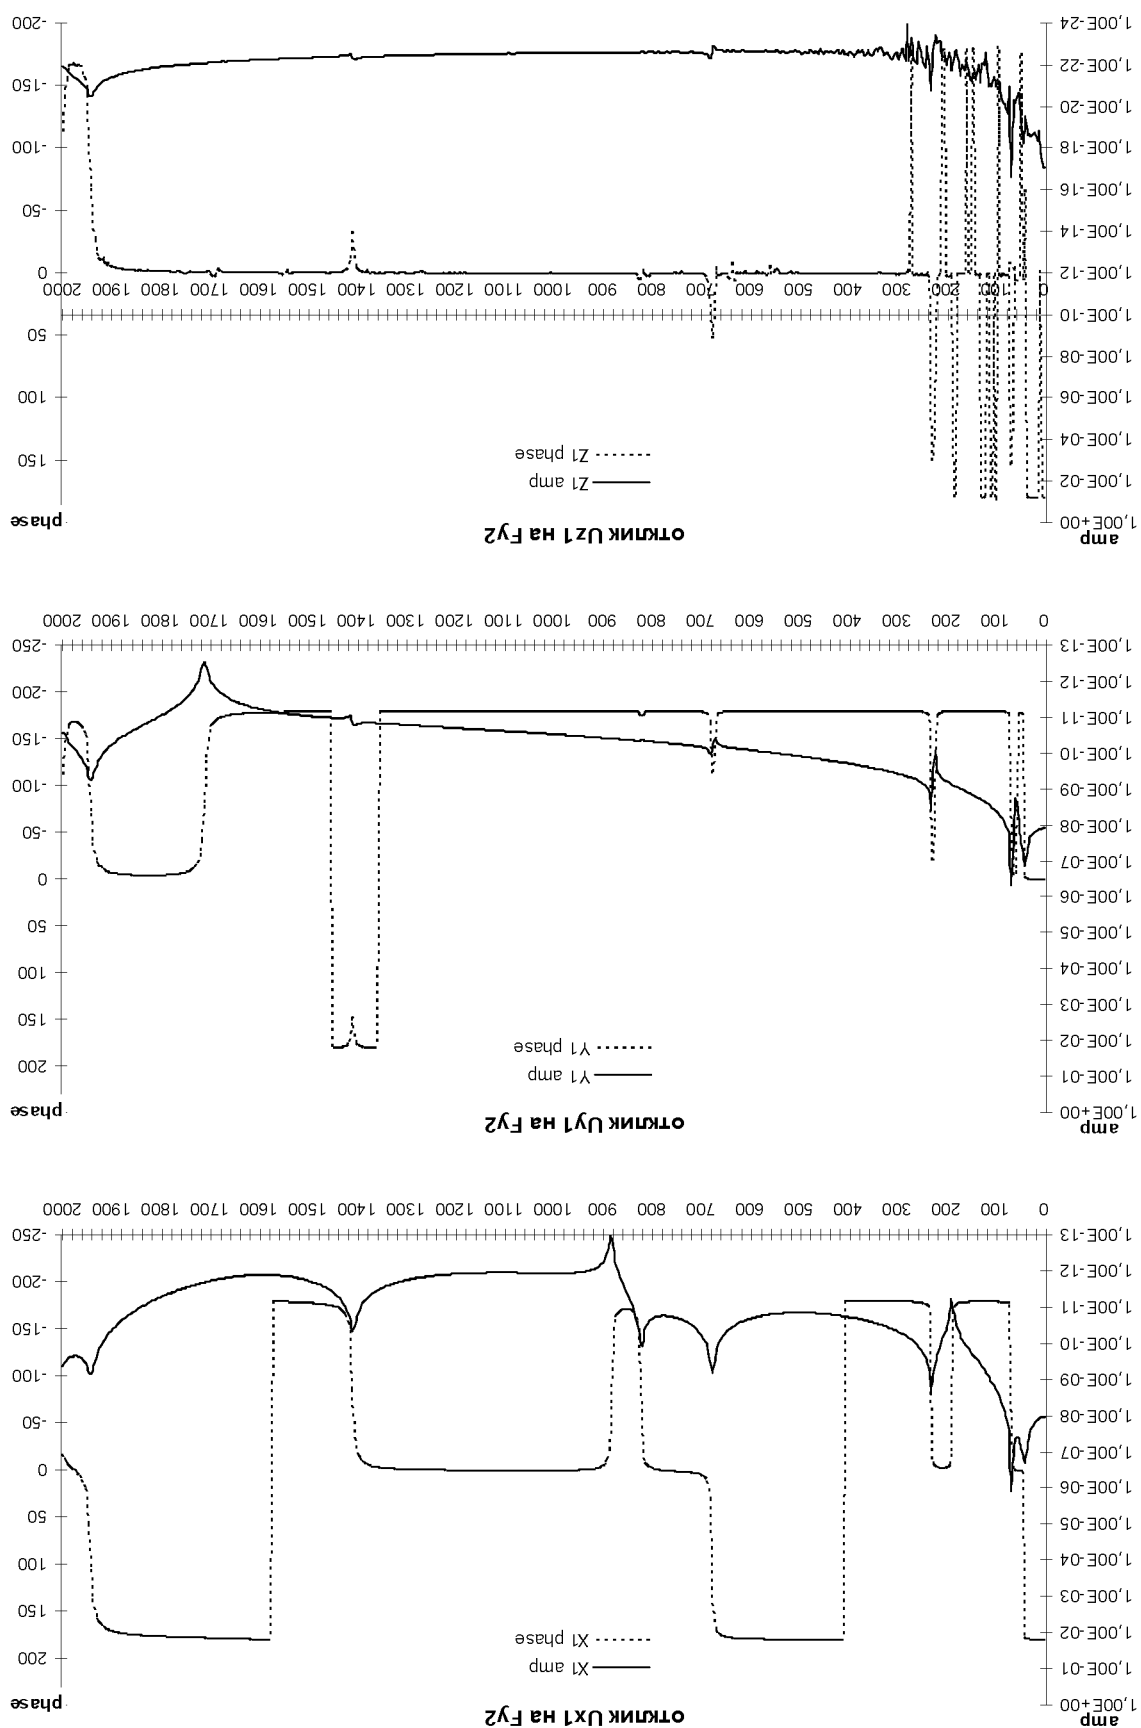 отклик Ux1 на Fy2
amp
phase
X1 amp
X1 phase
1,00E+00
1,00E-01
1,00E-02
1,00E-03
1,00E-04
1,00E-05
1,00E-06
1,00E-07
1,00E-08
1,00E-09
1,00E-10
1,00E-11
1,00E-12
1,00E-13
200
150
100
50
0
-50
-100
-150
-200
-250
0 100 200 300 400 500 600 700 800 900 1000 1100 1200 1300 1400 1500 1600 1700 1800 1900 2000
отклик Uy1 на Fy2
amp
phase
Y1 amp
Y1 phase
1,00E+00
1,00E-01
1,00E-02
1,00E-03
1,00E-04
1,00E-05
1,00E-06
1,00E-07
1,00E-08
1,00E-09
1,00E-10
1,00E-11
1,00E-12
1,00E-13
200
150
100
50
0
-50
-100
-150
-200
-250
0 100 200 300 400 500 600 700 800 900 1000 1100 1200 1300 1400 1500 1600 1700 1800 1900 2000
отклик Uz1 на Fy2
amp
phase
Z1 amp
Z1 phase
1,00E+00
1,00E-02
1,00E-04
1,00E-06
1,00E-08
1,00E-10
1,00E-12
1,00E-14
1,00E-16
1,00E-18
1,00E-20
1,00E-22
1,00E-24
150
100
50
0
-50
-100
-150
-200
0 100 200 300 400 500 600 700 800 900 1000 1100 1200 1300 1400 1500 1600 1700 1800 1900 2000